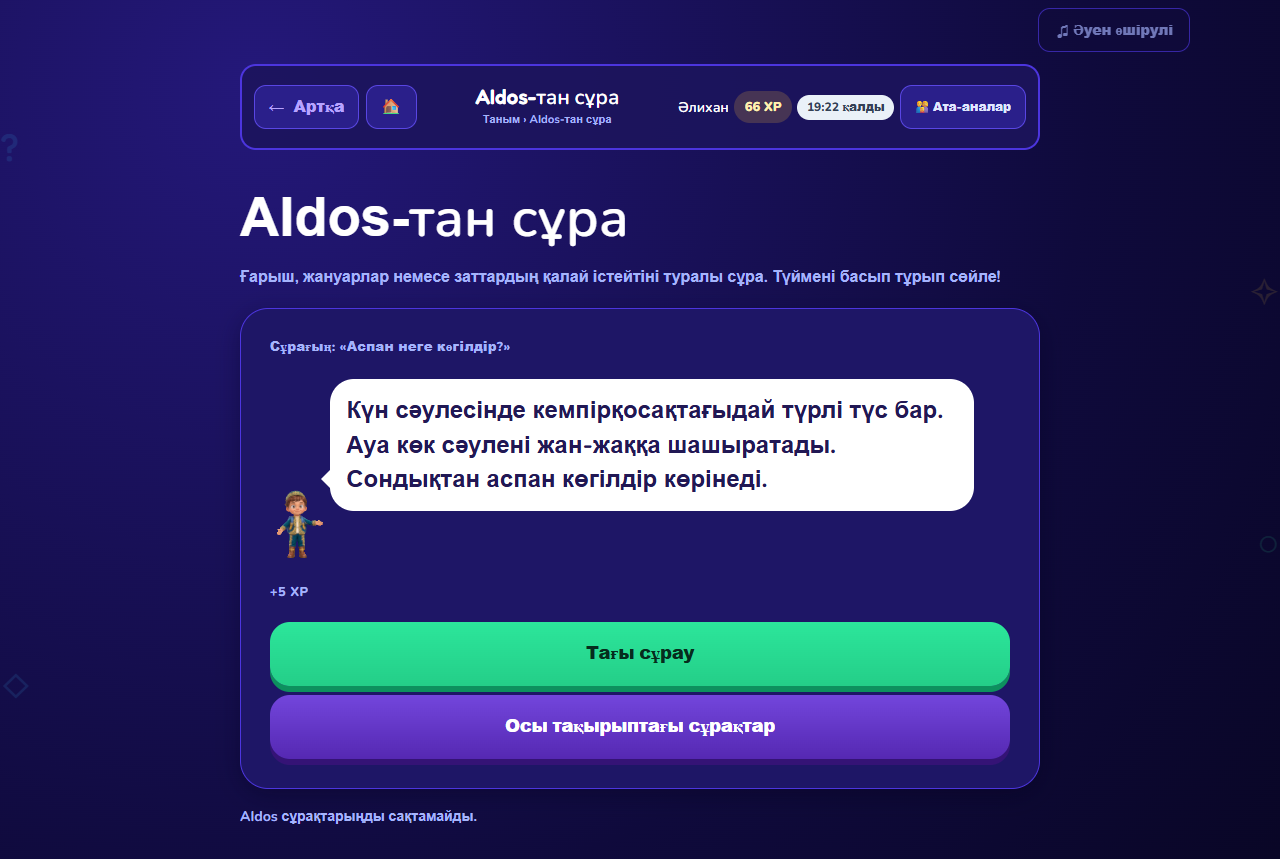 ♫ Әуен өшірулі
← Артқа
Aldos-тан сұра
Таным › Aldos-тан сұра
Әлихан
66 XP
19:22 қалды
Ата-аналар
Aldos-тан сұра
Ғарыш, жануарлар немесе заттардың қалай істейтіні туралы сұра. Түймені басып тұрып сөйле!
Сұрағың: «Аспан неге көгілдір?»
Күн сәулесінде кемпірқосақтағыдай түрлі түс бар.
Ауа көк сәулені жан-жаққа шашыратады.
Сондықтан аспан көгілдір көрінеді.
+5 XP
Тағы сұрау
Осы тақырыптағы сұрақтар
Aldos сұрақтарыңды сақтамайды.
?